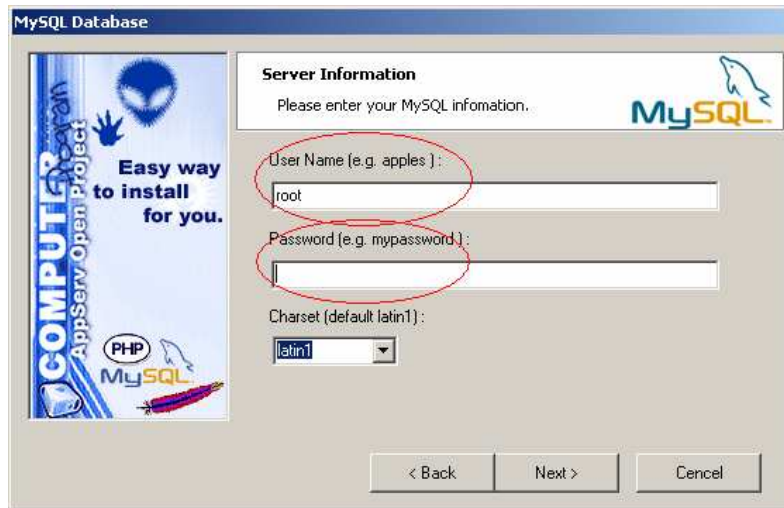 MySQL Database
COMPUTER
Program
AppServ Open Project
Easy way
to install
for you.
PHP
MySQL
Server Information
Please enter your MySQL infomation.
MySQL
User Name (e.g. apples ) :
root
Password (e.g. mypassword ) :
Charset (default latin1) :
latin1
< Back
Next >
Cencel